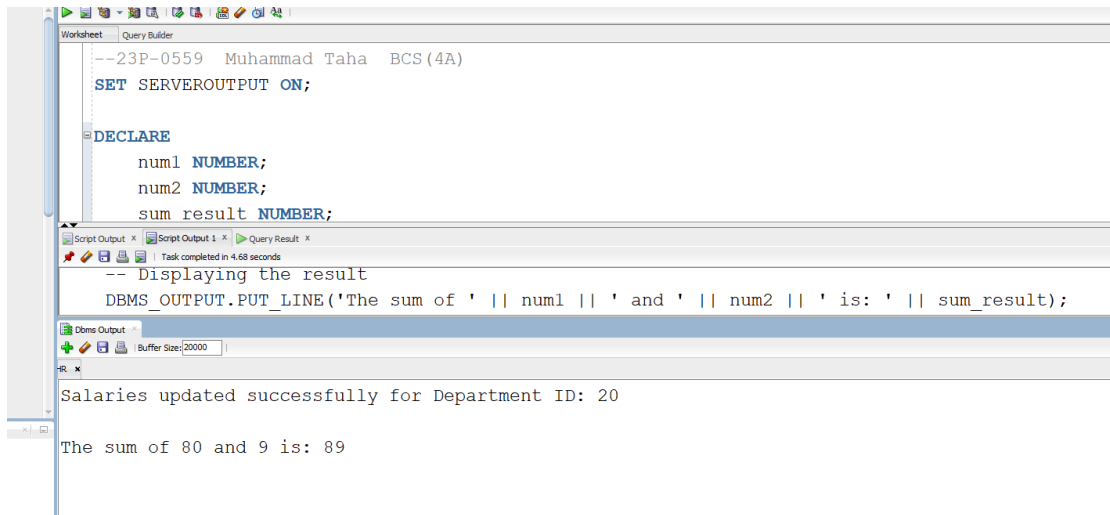 Worksheet Query Builder
--23P-0559 Muhammad Taha BCS(4A)
SET SERVEROUTPUT ON;
DECLARE
num1 NUMBER;
num2 NUMBER;
sum_result NUMBER;
Script Output x Script Output 1 x Query Result x
Task completed in 4.68 seconds
-- Displaying the result
DBMS_OUTPUT.PUT_LINE('The sum of ' || num1 || ' and ' || num2 || ' is: ' || sum_result);
Dbms Output x
Buffer Size: 20000
HR x
Salaries updated successfully for Department ID: 20
The sum of 80 and 9 is: 89